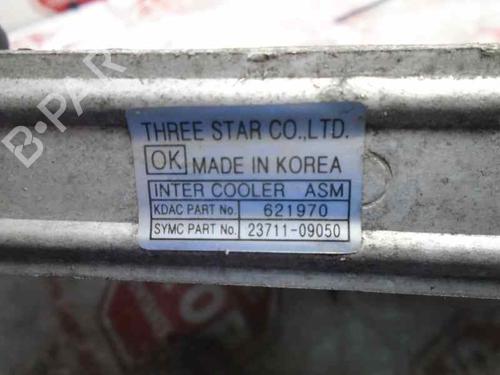 THREE STAR CO.,LTD.
OK MADE IN KOREA
INTER COOLER ASM
KDAC PART No. 621970
SYMC PART No. 23711-09050
B-PARTS